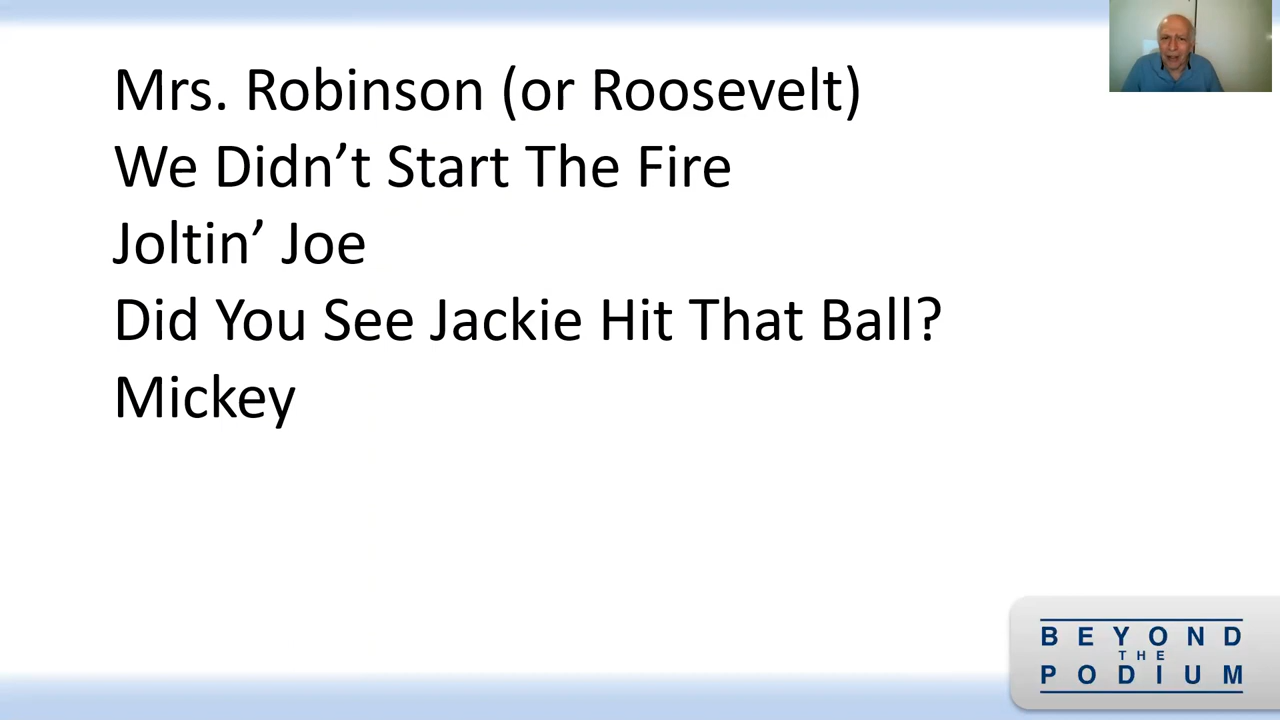 Mrs. Robinson (or Roosevelt)
We Didn’t Start The Fire
Joltin’ Joe
Did You See Jackie Hit That Ball?
Mickey
BEYOND
THE
PODIUM